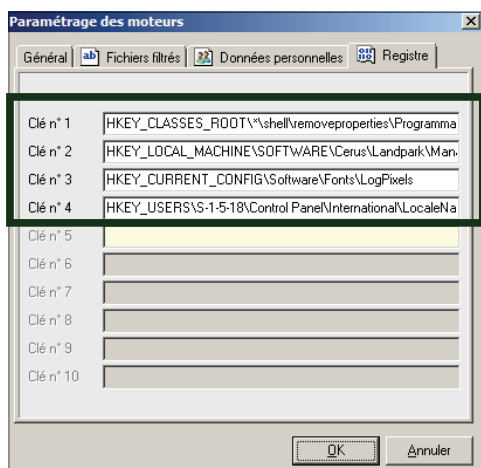 Paramétrage des moteurs
Général Fichiers filtrés Données personnelles Registre
Clé n° 1 HKEY_CLASSES_ROOT\*\shell\removeproperties\Programma
Clé n° 2 HKEY_LOCAL_MACHINE\SOFTWARE\Cerus\Landpark\Man
Clé n° 3 HKEY_CURRENT_CONFIG\Software\Fonts\LogPixels
Clé n° 4 HKEY_USERS\S-1-5-18\Control Panel\International\LocaleNa
Clé n° 5
Clé n° 6
Clé n° 7
Clé n° 8
Clé n° 9
Clé n° 10
OK Annuler